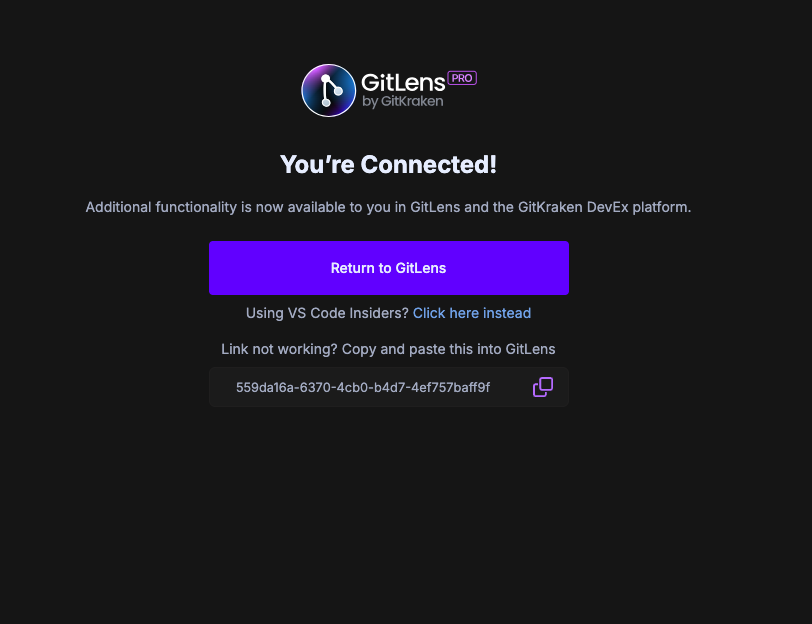 GitLens PRO
by GitKraken
You’re Connected!
Additional functionality is now available to you in GitLens and the GitKraken DevEx platform.
Return to GitLens
Using VS Code Insiders? Click here instead
Link not working? Copy and paste this into GitLens
559da16a-6370-4cb0-b4d7-4ef757baff9f